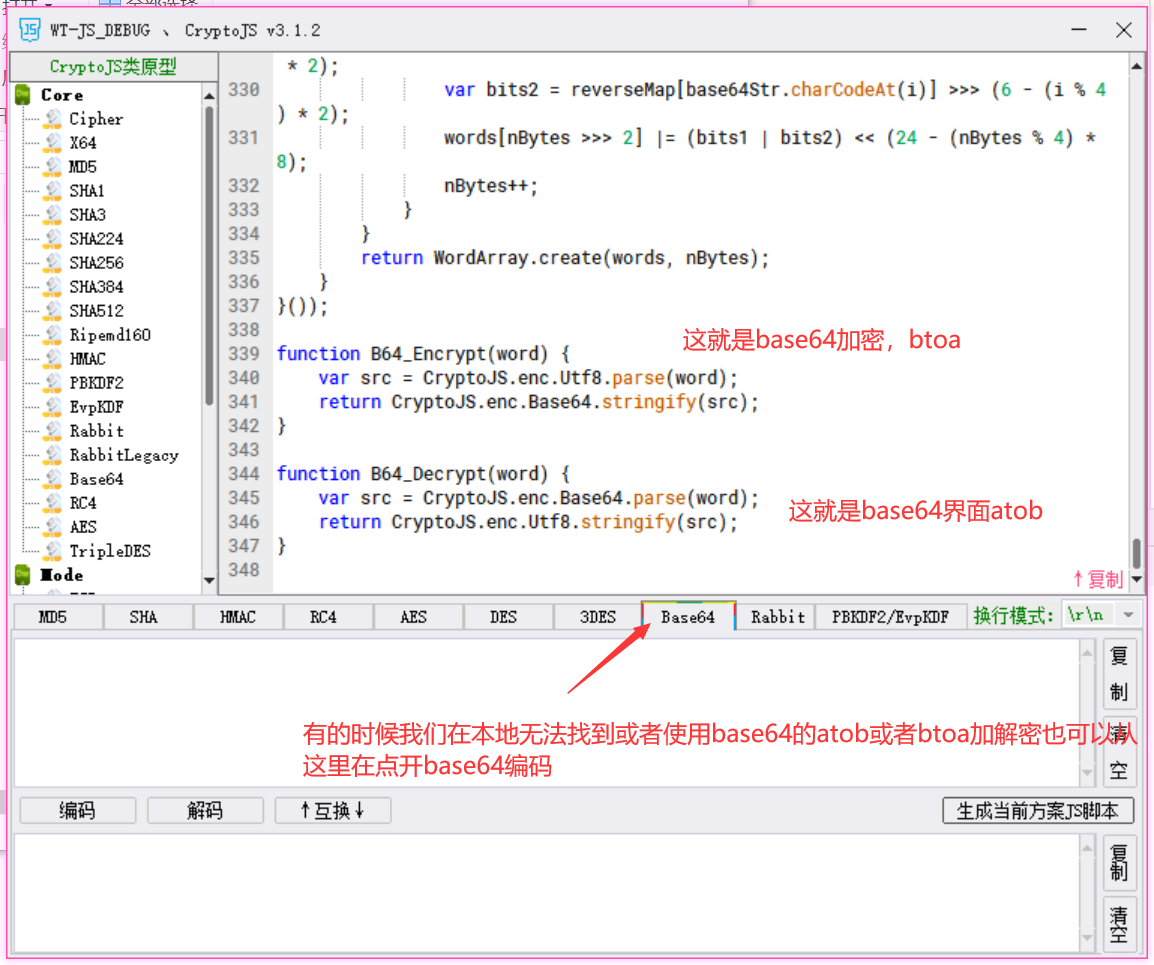 WT-JS_DEBUG 、 CryptoJS v3.1.2
CryptoJS类原型
Core
Cipher
X64
MD5
SHA1
SHA3
SHA224
SHA256
SHA384
SHA512
Ripemd160
HMAC
PBKDF2
EvpKDF
Rabbit
RabbitLegacy
Base64
RC4
AES
TripleDES
Mode
* 2);
330 var bits2 = reverseMap[base64Str.charCodeAt(i)] >>> (6 - (i % 4
) * 2);
331 words[nBytes >>> 2] |= (bits1 | bits2) << (24 - (nBytes % 4) *
8);
332 nBytes++;
333 }
334 }
335 return WordArray.create(words, nBytes);
336 }
337 }());
338
339 function B64_Encrypt(word) {
340 var src = CryptoJS.enc.Utf8.parse(word);
341 return CryptoJS.enc.Base64.stringify(src);
342 }
343
344 function B64_Decrypt(word) {
345 var src = CryptoJS.enc.Base64.parse(word);
346 return CryptoJS.enc.Utf8.stringify(src);
347 }
348
这就是base64加密，btoa
这就是base64界面atob
↑复制
MD5 SHA HMAC RC4 AES DES 3DES Base64 Rabbit PBKDF2/EvpKDF 换行模式: \r\n
复制
清空
有的时候我们在本地无法找到或者使用base64的atob或者btoa加解密也可以从
这里在点开base64编码
编码 解码 ↑互换↓ 生成当前方案JS脚本
复制
清空